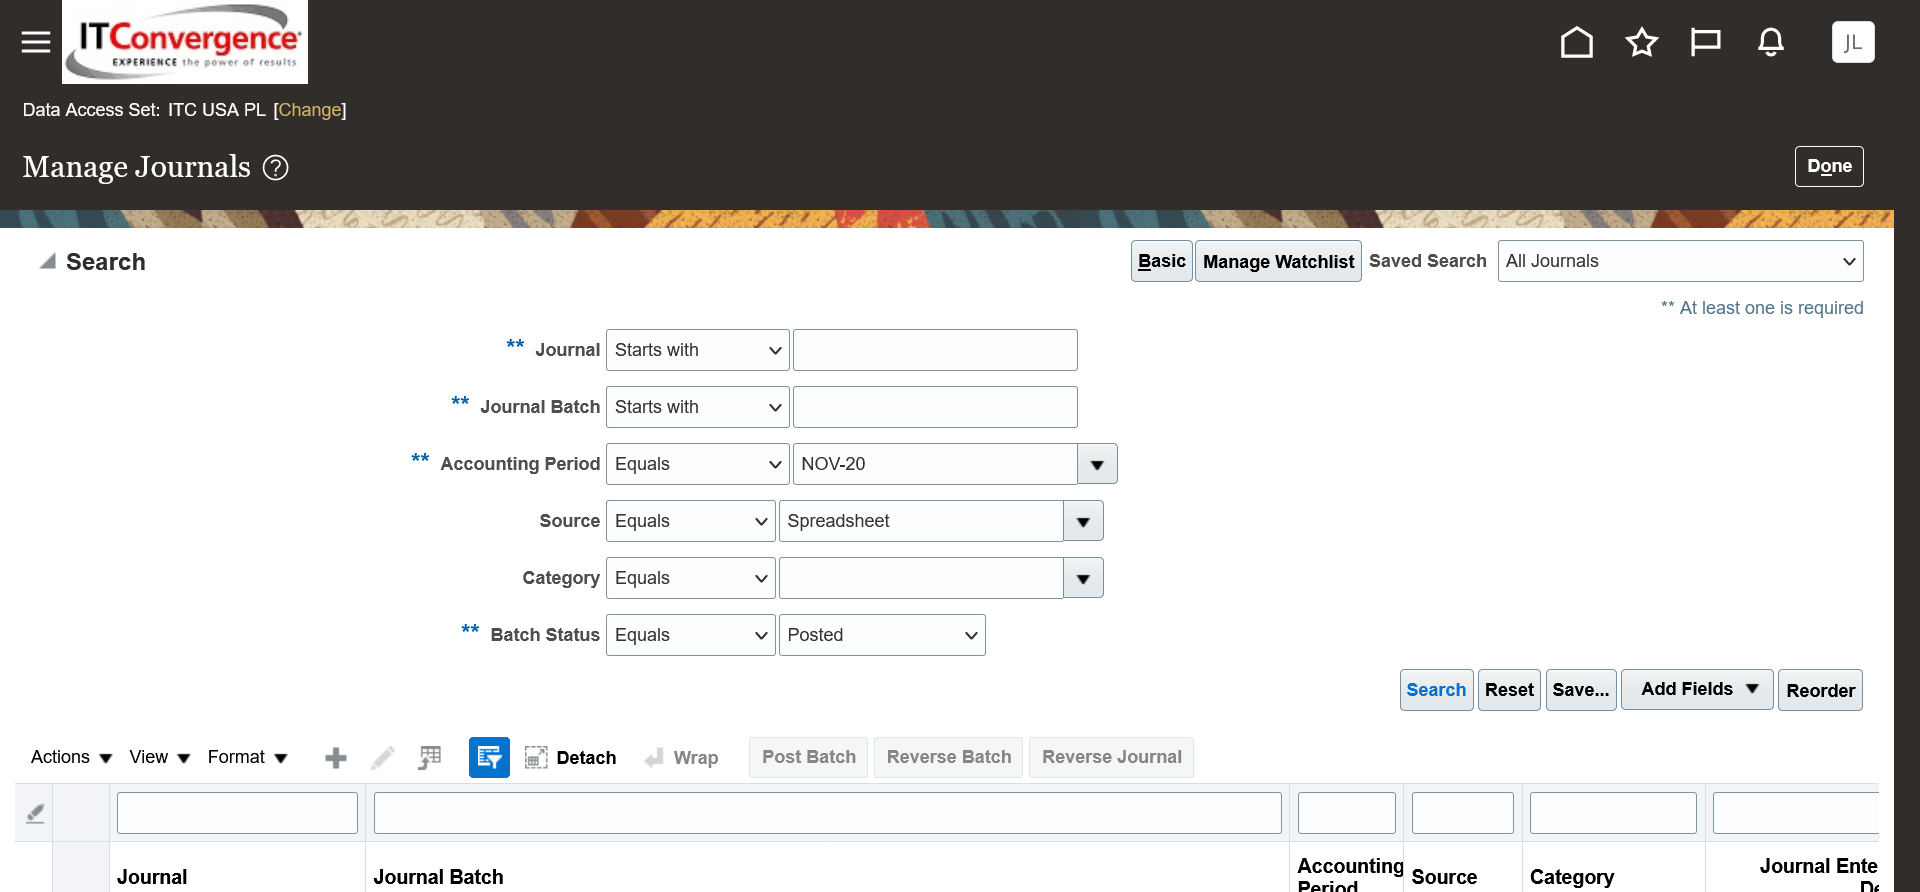 ITConvergence
EXPERIENCE the power of results
JL
Data Access Set: ITC USA PL [Change]
Manage Journals ?
Done
Search
Basic Manage Watchlist Saved Search All Journals
** At least one is required
** Journal Starts with
** Journal Batch Starts with
** Accounting Period Equals NOV-20
Source Equals Spreadsheet
Category Equals
** Batch Status Equals Posted
Search Reset Save... Add Fields Reorder
Actions View Format Detach Wrap Post Batch Reverse Batch Reverse Journal
Journal Journal Batch Accounting Period Source Category Journal Ente